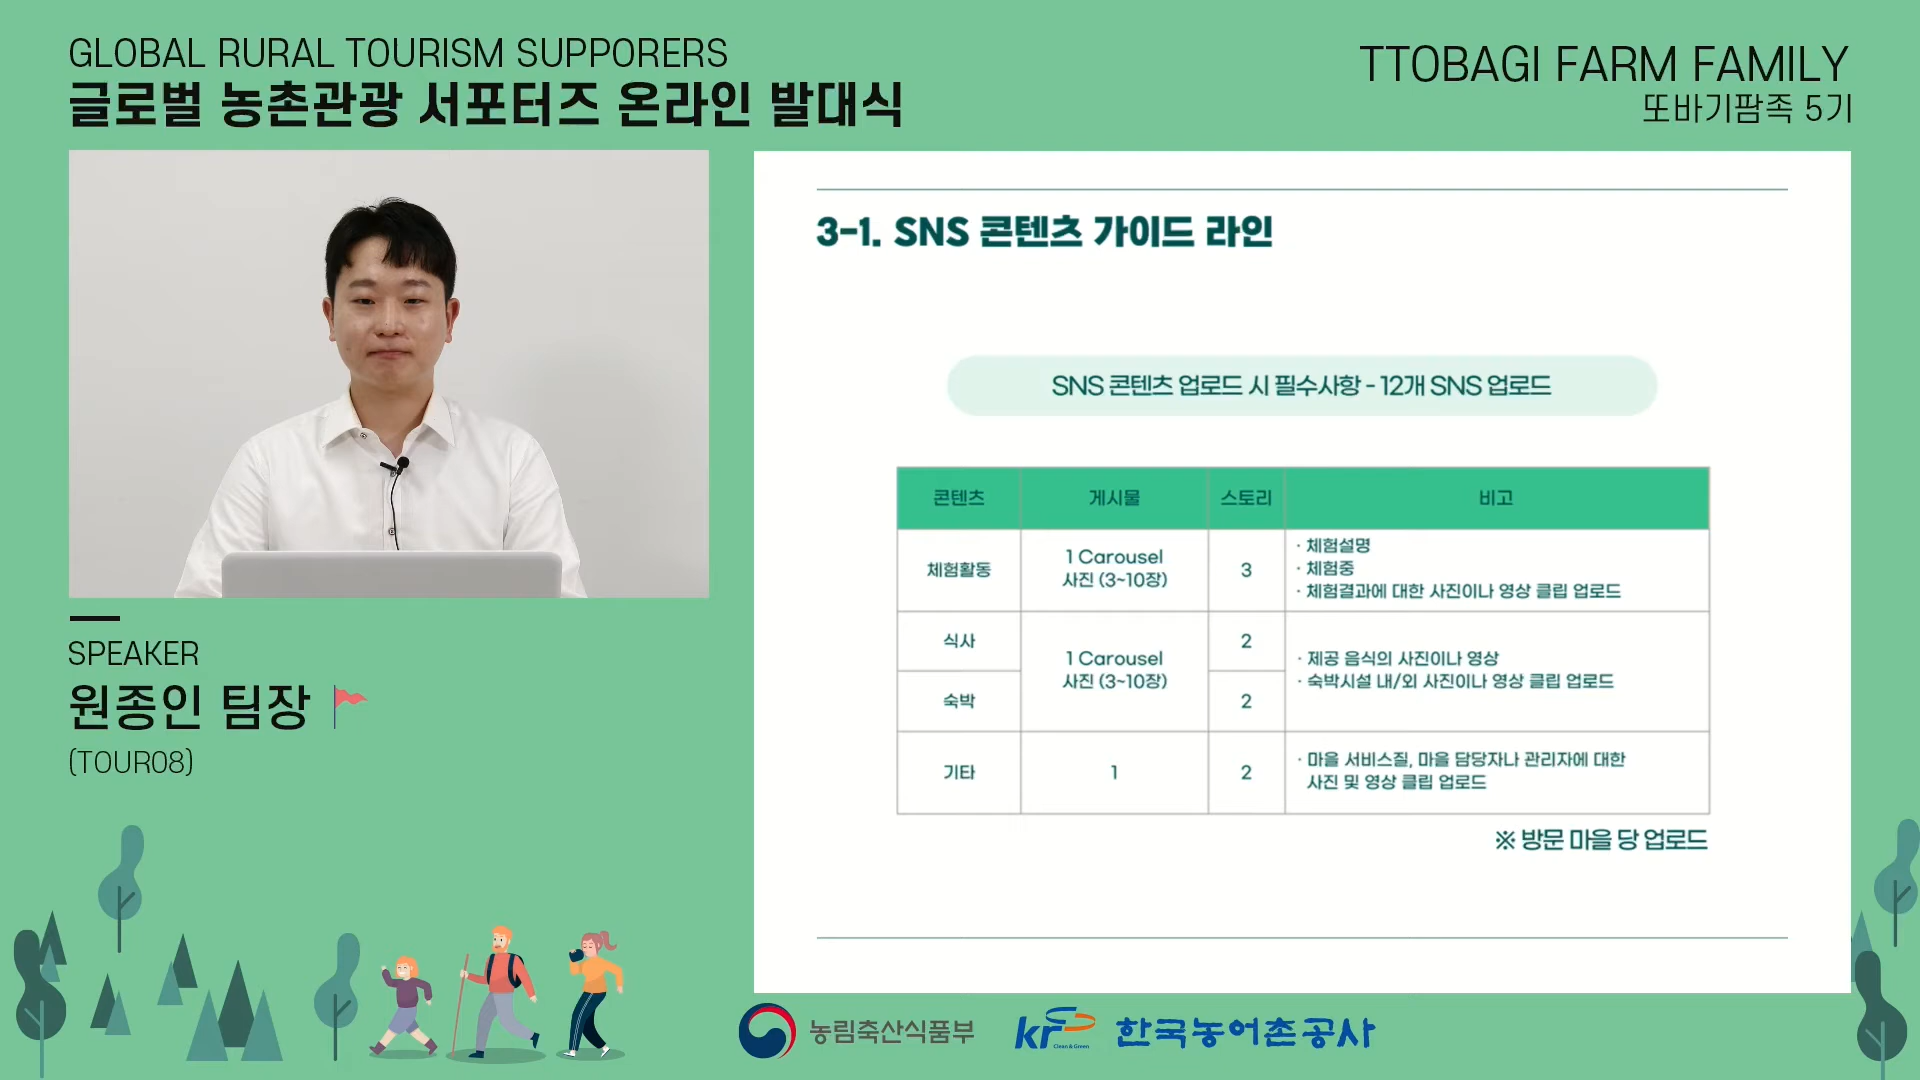 GLOBAL RURAL TOURISM SUPPORERS
글로벌 농촌관광 서포터즈 온라인 발대식
TTOBAGI FARM FAMILY
또바기팜족 5기
SPEAKER
원종인 팀장
(TOUR08)
3-1. SNS 콘텐츠 가이드 라인
SNS 콘텐츠 업로드 시 필수사항 - 12개 SNS 업로드
콘텐츠 게시물 스토리 비고
체험활동
1 Carousel
사진 (3~10장)
3
· 체험설명
· 체험중
· 체험결과에 대한 사진이나 영상 클립 업로드
식사
1 Carousel
사진 (3~10장)
2
· 제공 음식의 사진이나 영상
· 숙박시설 내/외 사진이나 영상 클립 업로드
숙박
2
기타
1
2
· 마을 서비스질, 마을 담당자나 관리자에 대한
사진 및 영상 클립 업로드
※ 방문 마을 당 업로드
농림축산식품부
kr
Clean & Green
한국농어촌공사